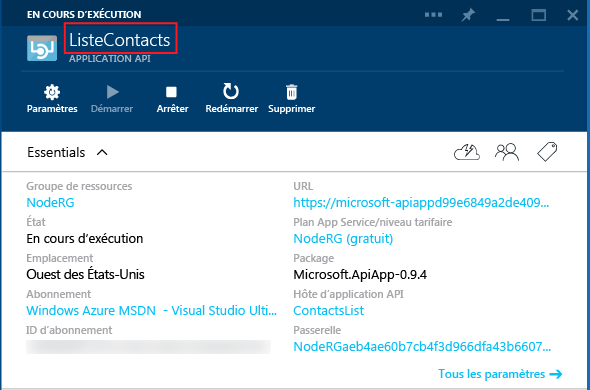 EN COURS D'EXÉCUTION
ListeContacts
APPLICATION API
Paramètres
Démarrer
Arrêter
Redémarrer
Supprimer
Essentials
Groupe de ressources
NodeRG
État
En cours d'exécution
Emplacement
Ouest des États-Unis
Abonnement
Windows Azure MSDN - Visual Studio Ulti...
ID d'abonnement
URL
https://microsoft-apiappd99e6849a2de409...
Plan App Service/niveau tarifaire
NodeRG (gratuit)
Package
Microsoft.ApiApp-0.9.4
Hôte d'application API
ContactsList
Passerelle
NodeRGaeb4ae60b7cb4f3d966dfa43b6607...
Tous les paramètres